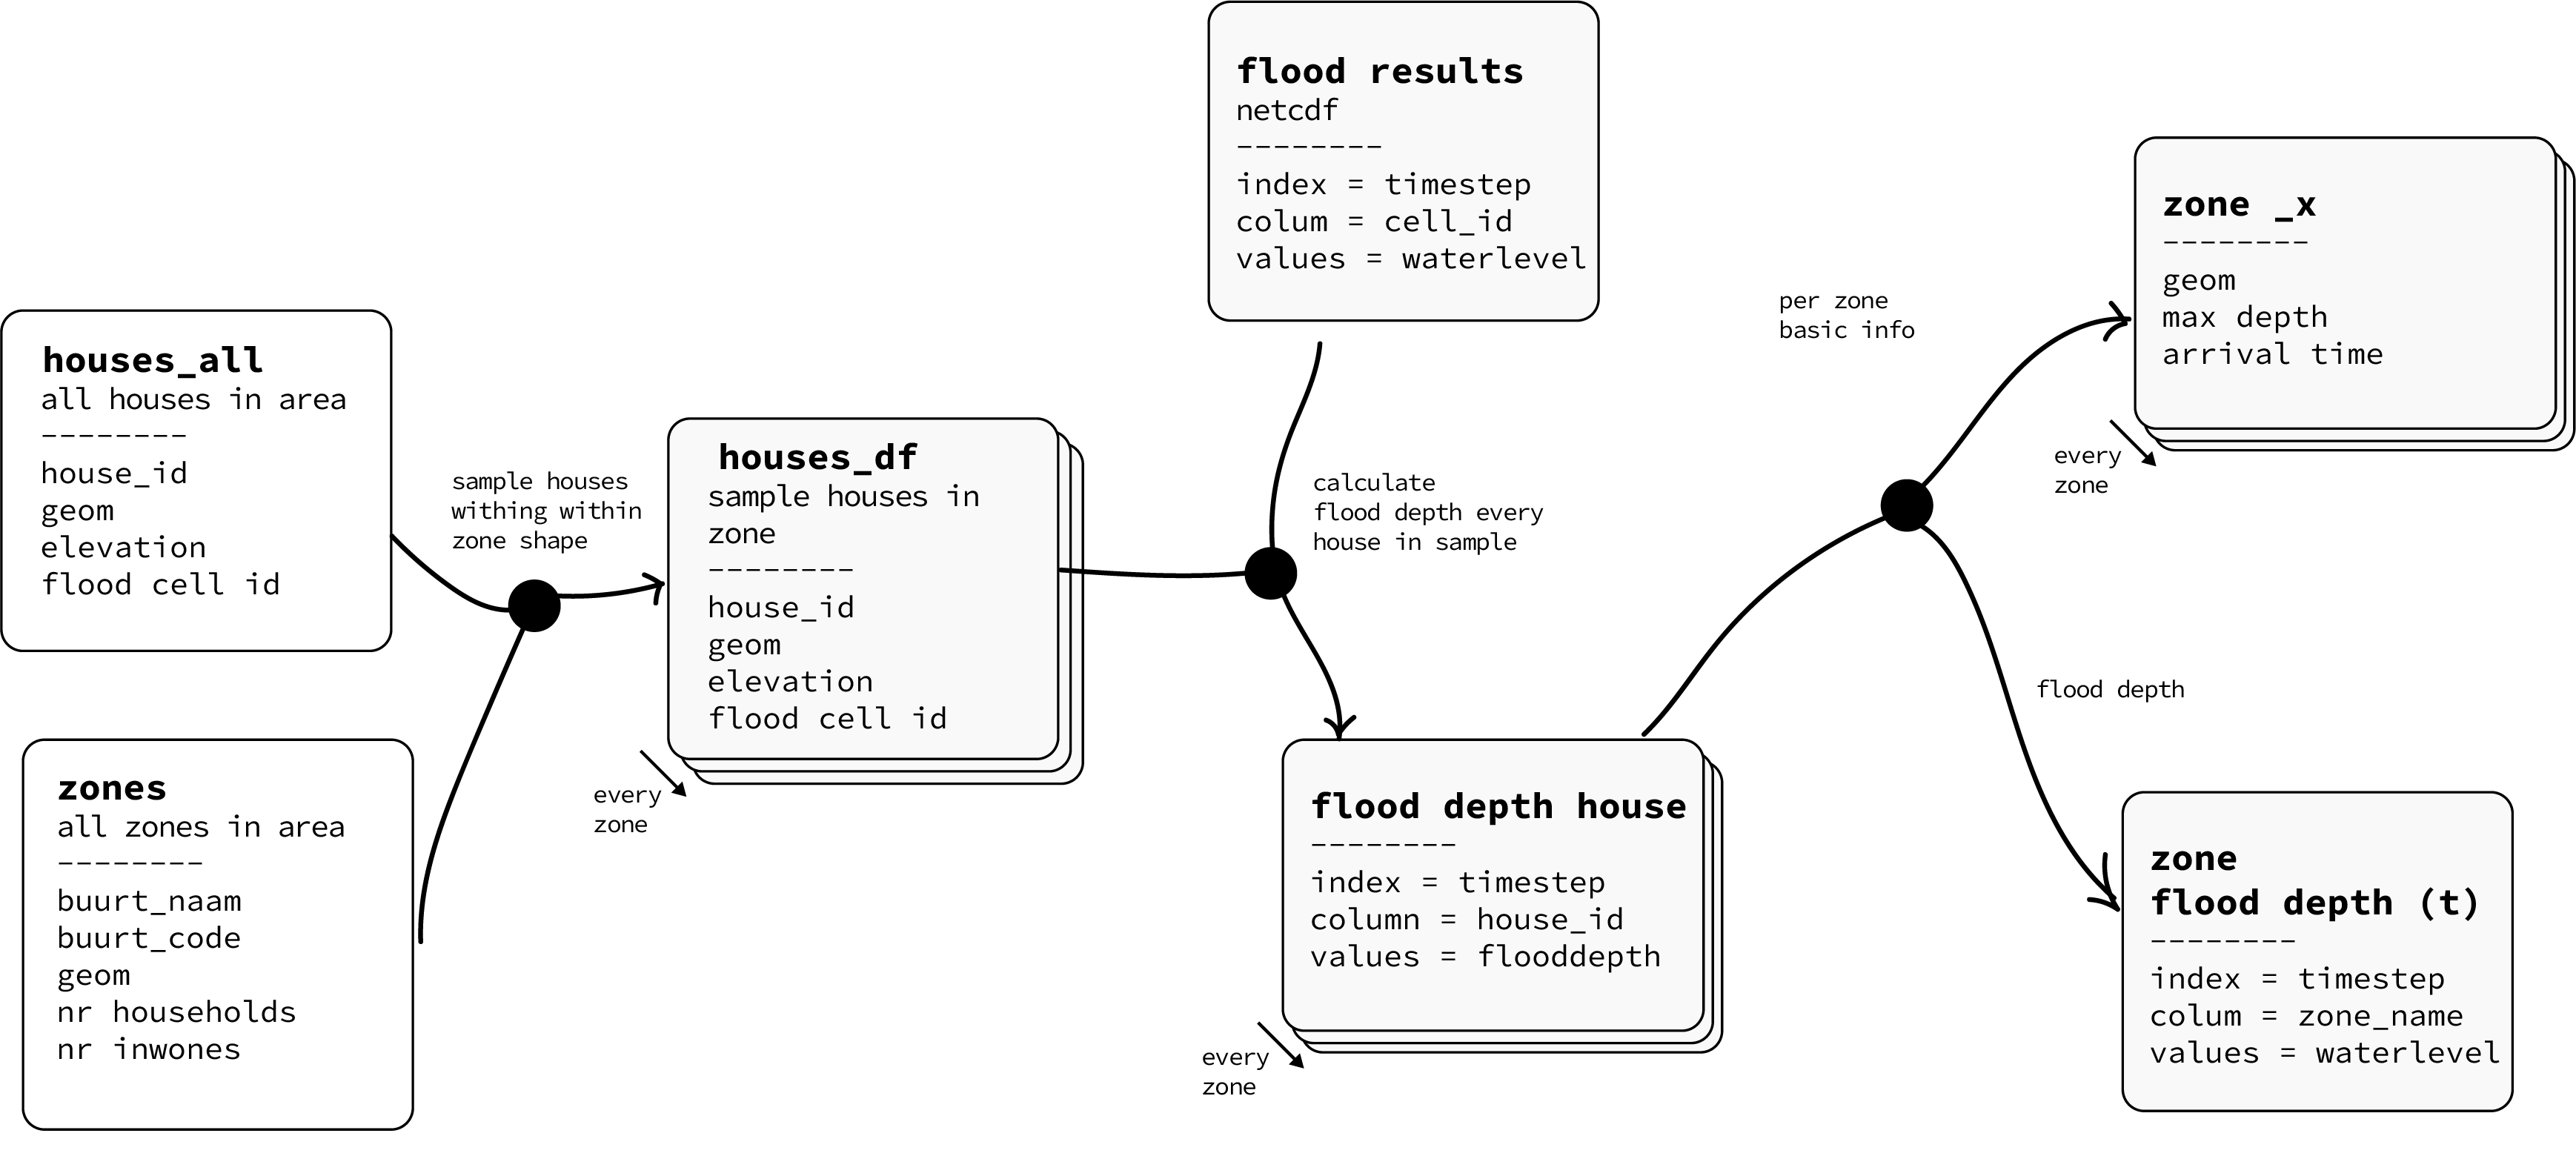 houses_all
all houses in area
--------
house_id
geom
elevation
flood cell id
zones
all zones in area
--------
buurt_naam
buurt_code
geom
nr households
nr inwones
sample houses
withing within
zone shape
houses_df
sample houses in
zone
--------
house_id
geom
elevation
flood cell id
every
zone
flood results
netcdf
--------
index = timestep
colum = cell_id
values = waterlevel
calculate
flood depth every
house in sample
flood depth house
--------
index = timestep
column = house_id
values = flooddepth
every
zone
per zone
basic info
zone _x
--------
geom
max depth
arrival time
every
zone
flood depth
zone
flood depth (t)
--------
index = timestep
colum = zone_name
values = waterlevel